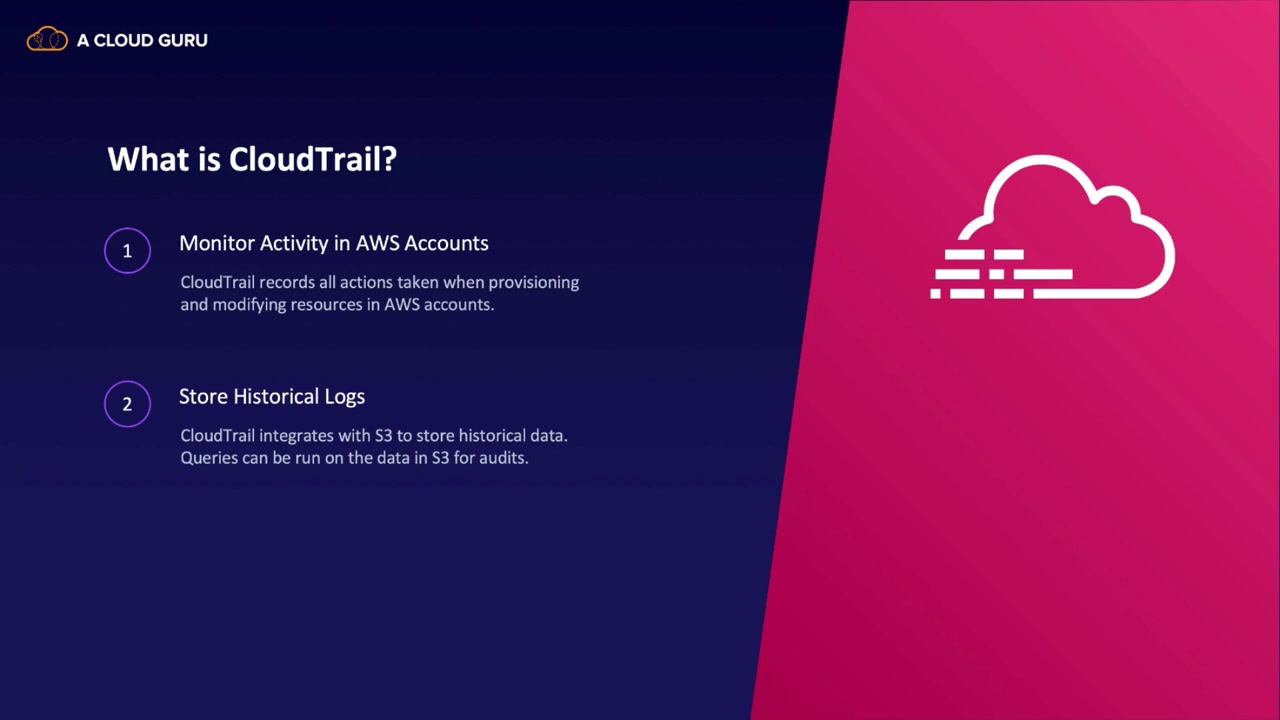 A CLOUD GURU
What is CloudTrail?
1
Monitor Activity in AWS Accounts
CloudTrail records all actions taken when provisioning
and modifying resources in AWS accounts.
2
Store Historical Logs
CloudTrail integrates with S3 to store historical data.
Queries can be run on the data in S3 for audits.